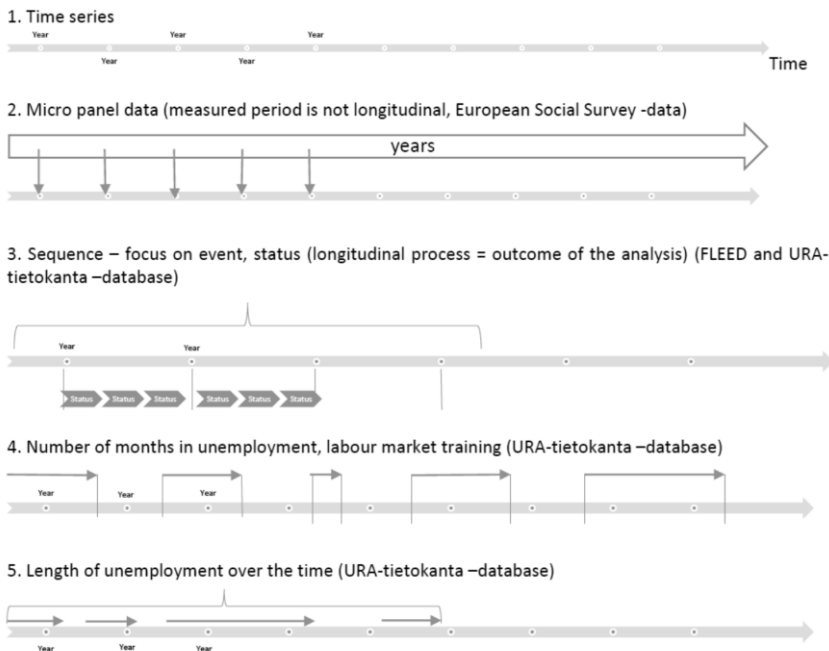 1. Time series
Year Year Year
Year Year
Time
2. Micro panel data (measured period is not longitudinal, European Social Survey -data)
years
3. Sequence – focus on event, status (longitudinal process = outcome of the analysis) (FLEED and URA-
tietokanta –database)
Year Year
Status Status Status Status Status Status
4. Number of months in unemployment, labour market training (URA-tietokanta –database)
Year Year Year
5. Length of unemployment over the time (URA-tietokanta –database)
Year Year Year